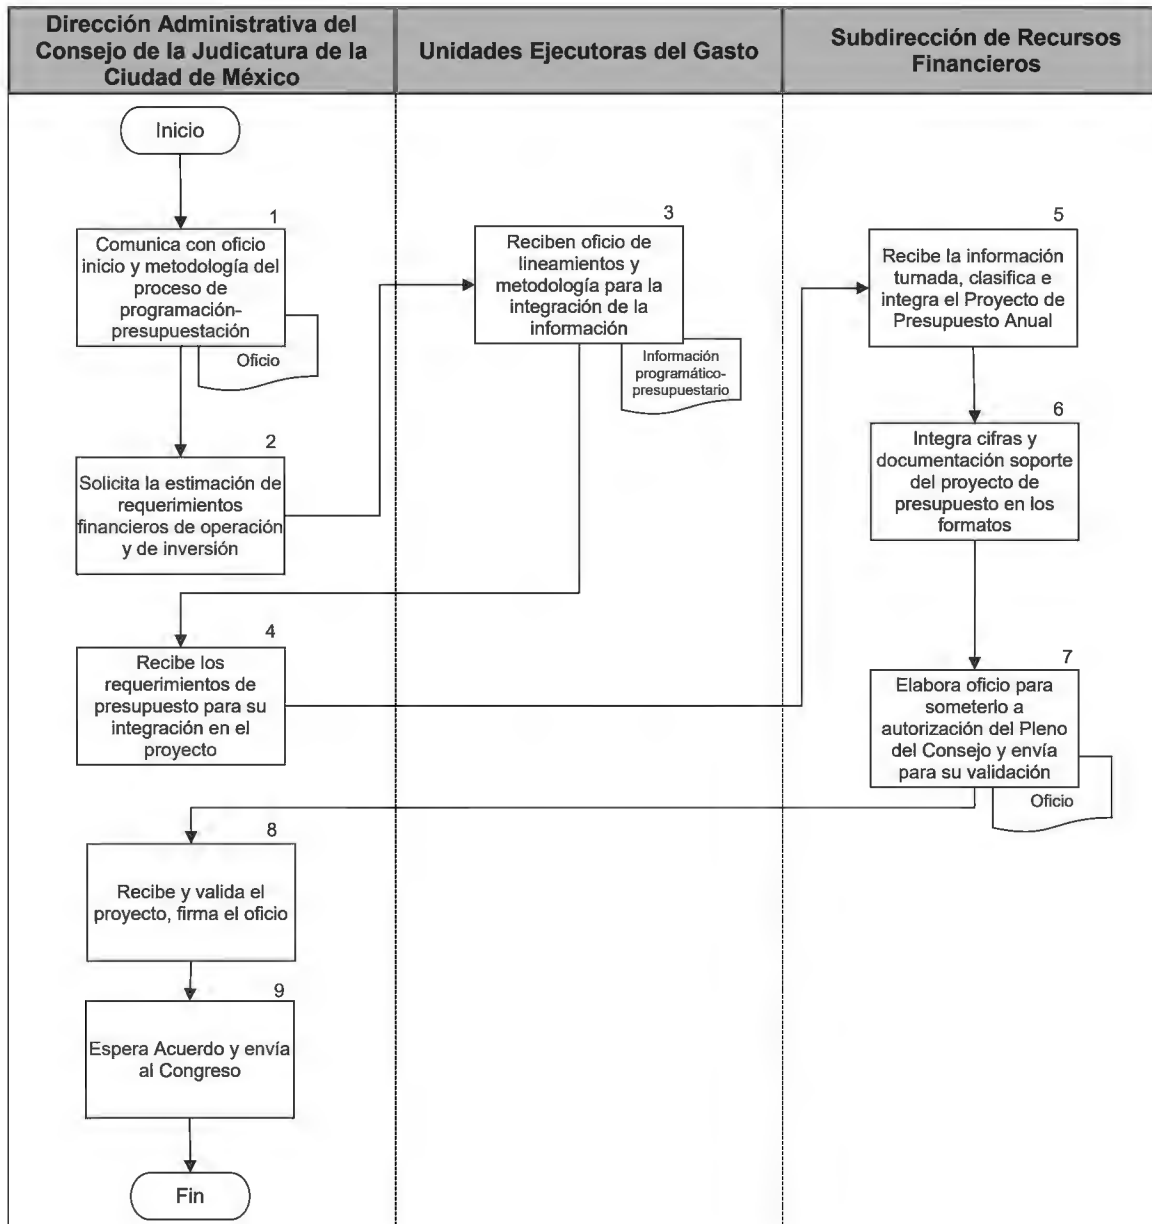 Dirección Administrativa del
Consejo de la Judicatura de la
Ciudad de México
Unidades Ejecutoras del Gasto
Subdirección de Recursos
Financieros
Inicio
1
Comunica con oficio
inicio y metodología del
proceso de
programación-
presupuestación
Oficio
2
Solicita la estimación de
requerimientos
financieros de operación
y de inversión
3
Reciben oficio de
lineamientos y
metodología para la
integración de la
información
Información
programático-
presupuestario
4
Recibe los
requerimientos de
presupuesto para su
integración en el
proyecto
5
Recibe la información
turnada, clasifica e
integra el Proyecto de
Presupuesto Anual
6
Integra cifras y
documentación soporte
del proyecto de
presupuesto en los
formatos
7
Elabora oficio para
someterlo a
autorización del Pleno
del Consejo y envía
para su validación
Oficio
8
Recibe y valida el
proyecto, firma el oficio
9
Espera Acuerdo y envía
al Congreso
Fin